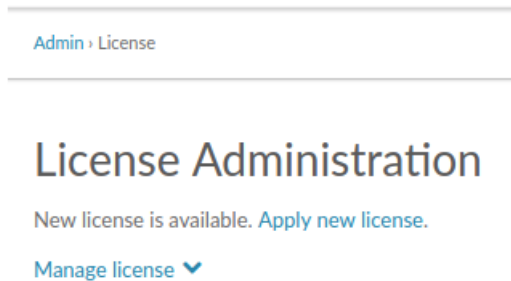 Admin › License
License Administration
New license is available. Apply new license.
Manage license